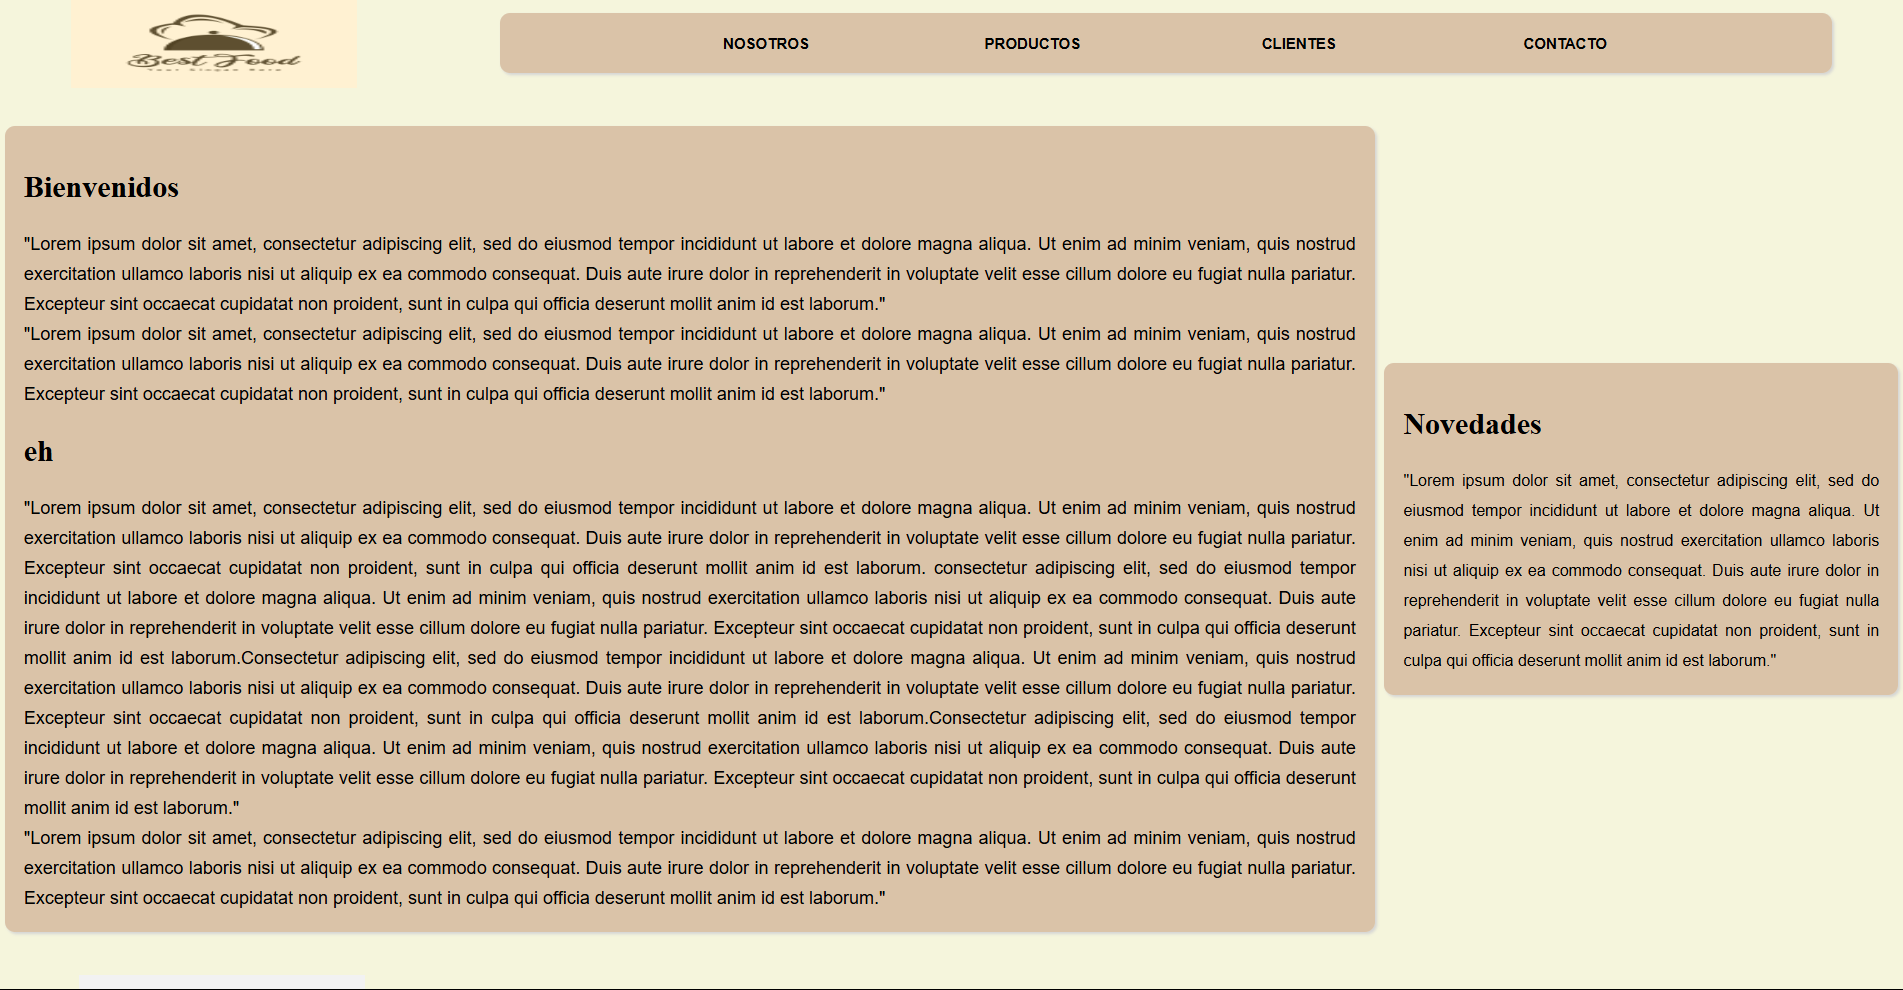 Best Food
NOSOTROS
PRODUCTOS
CLIENTES
CONTACTO
Bienvenidos
"Lorem ipsum dolor sit amet, consectetur adipiscing elit, sed do eiusmod tempor incididunt ut labore et dolore magna aliqua. Ut enim ad minim veniam, quis nostrud
exercitation ullamco laboris nisi ut aliquip ex ea commodo consequat. Duis aute irure dolor in reprehenderit in voluptate velit esse cillum dolore eu fugiat nulla pariatur.
Excepteur sint occaecat cupidatat non proident, sunt in culpa qui officia deserunt mollit anim id est laborum."
"Lorem ipsum dolor sit amet, consectetur adipiscing elit, sed do eiusmod tempor incididunt ut labore et dolore magna aliqua. Ut enim ad minim veniam, quis nostrud
exercitation ullamco laboris nisi ut aliquip ex ea commodo consequat. Duis aute irure dolor in reprehenderit in voluptate velit esse cillum dolore eu fugiat nulla pariatur.
Excepteur sint occaecat cupidatat non proident, sunt in culpa qui officia deserunt mollit anim id est laborum."
eh
"Lorem ipsum dolor sit amet, consectetur adipiscing elit, sed do eiusmod tempor incididunt ut labore et dolore magna aliqua. Ut enim ad minim veniam, quis nostrud
exercitation ullamco laboris nisi ut aliquip ex ea commodo consequat. Duis aute irure dolor in reprehenderit in voluptate velit esse cillum dolore eu fugiat nulla pariatur.
Excepteur sint occaecat cupidatat non proident, sunt in culpa qui officia deserunt mollit anim id est laborum. consectetur adipiscing elit, sed do eiusmod tempor
incididunt ut labore et dolore magna aliqua. Ut enim ad minim veniam, quis nostrud exercitation ullamco laboris nisi ut aliquip ex ea commodo consequat. Duis aute
irure dolor in reprehenderit in voluptate velit esse cillum dolore eu fugiat nulla pariatur. Excepteur sint occaecat cupidatat non proident, sunt in culpa qui officia deserunt
mollit anim id est laborum.Consectetur adipiscing elit, sed do eiusmod tempor incididunt ut labore et dolore magna aliqua. Ut enim ad minim veniam, quis nostrud
exercitation ullamco laboris nisi ut aliquip ex ea commodo consequat. Duis aute irure dolor in reprehenderit in voluptate velit esse cillum dolore eu fugiat nulla pariatur.
Excepteur sint occaecat cupidatat non proident, sunt in culpa qui officia deserunt mollit anim id est laborum.Consectetur adipiscing elit, sed do eiusmod tempor
incididunt ut labore et dolore magna aliqua. Ut enim ad minim veniam, quis nostrud exercitation ullamco laboris nisi ut aliquip ex ea commodo consequat. Duis aute
irure dolor in reprehenderit in voluptate velit esse cillum dolore eu fugiat nulla pariatur. Excepteur sint occaecat cupidatat non proident, sunt in culpa qui officia deserunt
mollit anim id est laborum."
"Lorem ipsum dolor sit amet, consectetur adipiscing elit, sed do eiusmod tempor incididunt ut labore et dolore magna aliqua. Ut enim ad minim veniam, quis nostrud
exercitation ullamco laboris nisi ut aliquip ex ea commodo consequat. Duis aute irure dolor in reprehenderit in voluptate velit esse cillum dolore eu fugiat nulla pariatur.
Excepteur sint occaecat cupidatat non proident, sunt in culpa qui officia deserunt mollit anim id est laborum."
Novedades
"Lorem ipsum dolor sit amet, consectetur adipiscing elit, sed do
eiusmod tempor incididunt ut labore et dolore magna aliqua. Ut
enim ad minim veniam, quis nostrud exercitation ullamco laboris
nisi ut aliquip ex ea commodo consequat. Duis aute irure dolor in
reprehenderit in voluptate velit esse cillum dolore eu fugiat nulla
pariatur. Excepteur sint occaecat cupidatat non proident, sunt in
culpa qui officia deserunt mollit anim id est laborum."